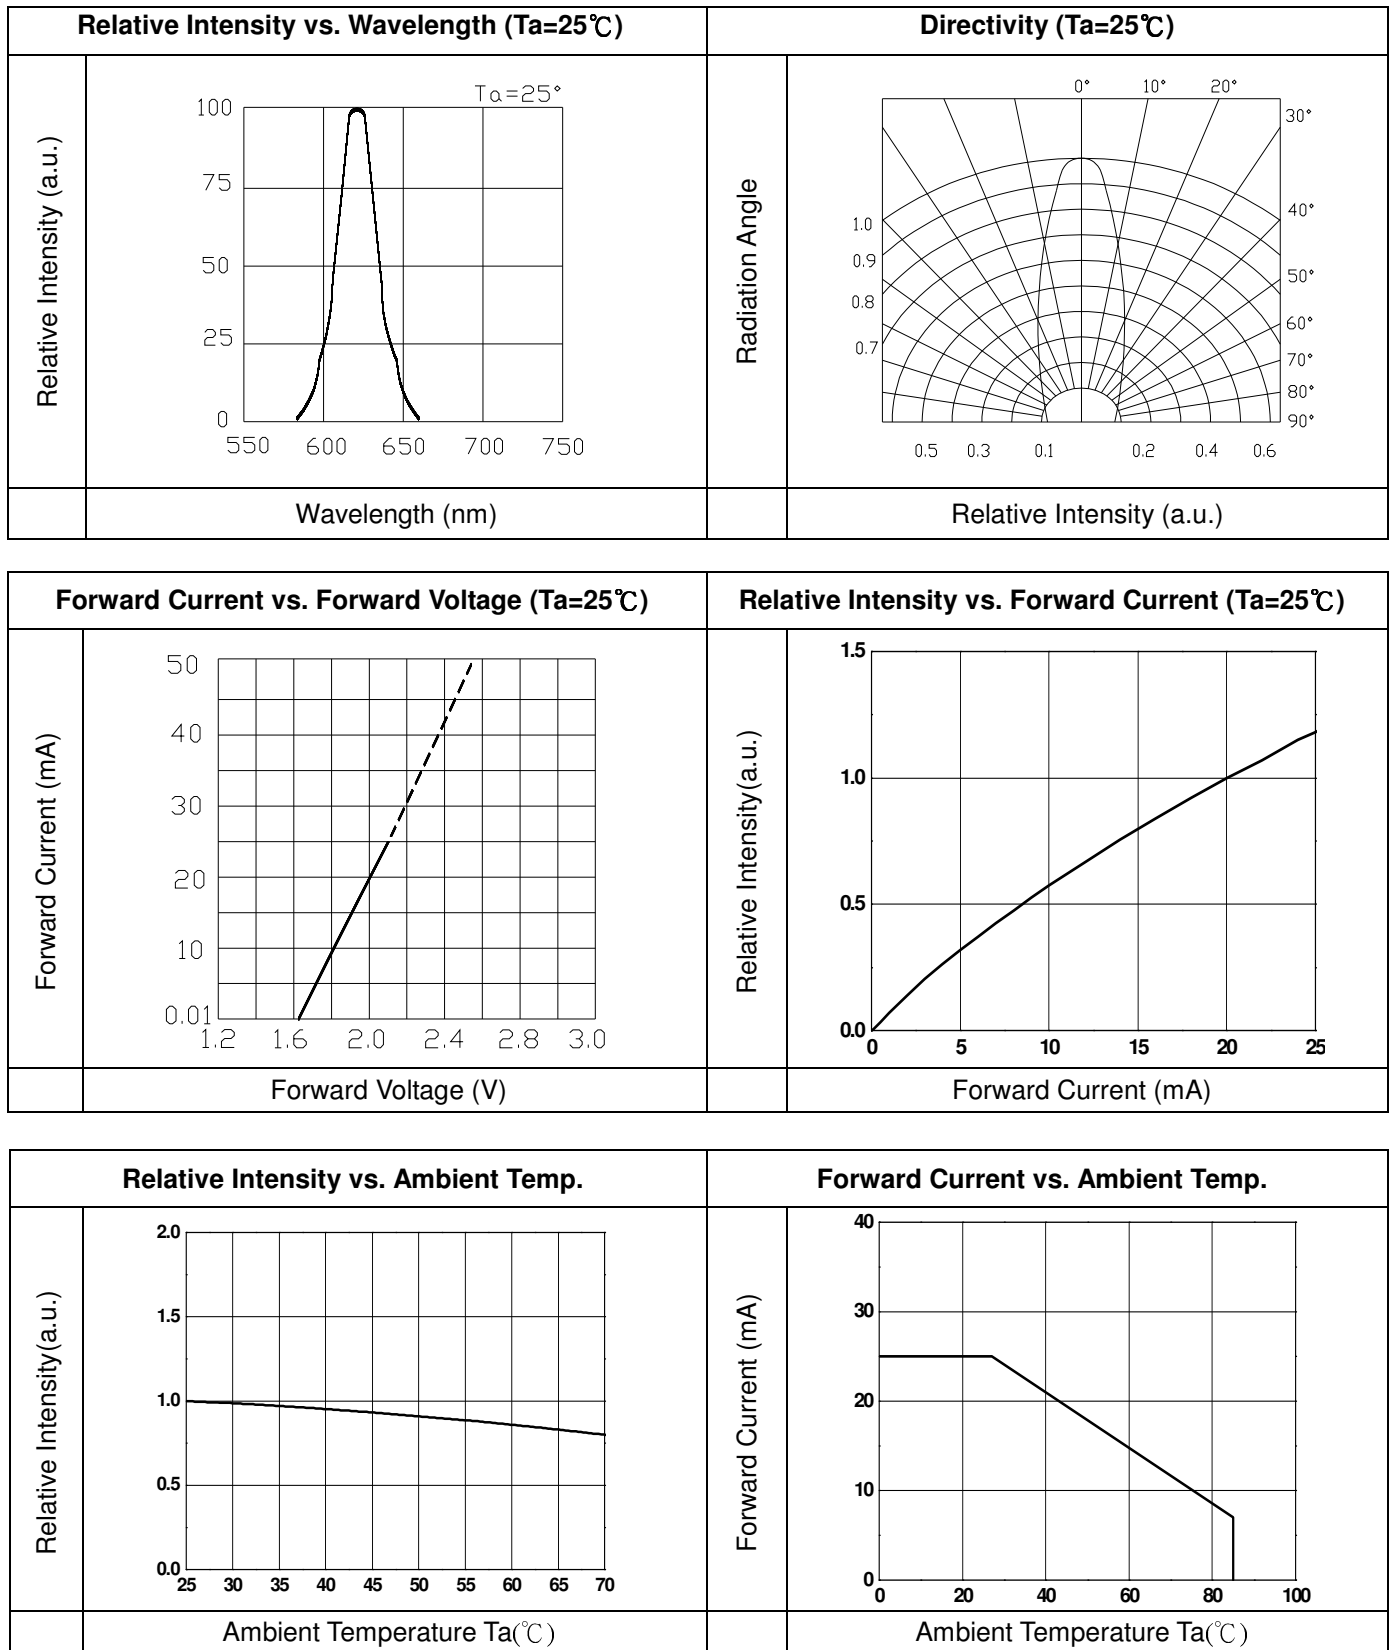 Relative Intensity vs. Wavelength (Ta=25℃)
Directivity (Ta=25℃)
Relative Intensity (a.u.)
Ta=25°
100
75
50
25
0
550 600 650 700 750
Wavelength (nm)
Radiation Angle
0° 10° 20°
30°
40°
50°
60°
70°
80°
90°
1.0
0.9
0.8
0.7
0.5 0.3 0.1 0.2 0.4 0.6
Relative Intensity (a.u.)
Forward Current vs. Forward Voltage (Ta=25℃)
Relative Intensity vs. Forward Current (Ta=25℃)
Forward Current (mA)
50
40
30
20
10
0.01
1.2 1.6 2.0 2.4 2.8 3.0
Forward Voltage (V)
Relative Intensity(a.u.)
1.5
1.0
0.5
0.0
0 5 10 15 20 25
Forward Current (mA)
Relative Intensity vs. Ambient Temp.
Forward Current vs. Ambient Temp.
Relative Intensity(a.u.)
2.0
1.5
1.0
0.5
0.0
25 30 35 40 45 50 55 60 65 70
Ambient Temperature Ta(℃)
Forward Current (mA)
40
30
20
10
0
0 20 40 60 80 100
Ambient Temperature Ta(℃)